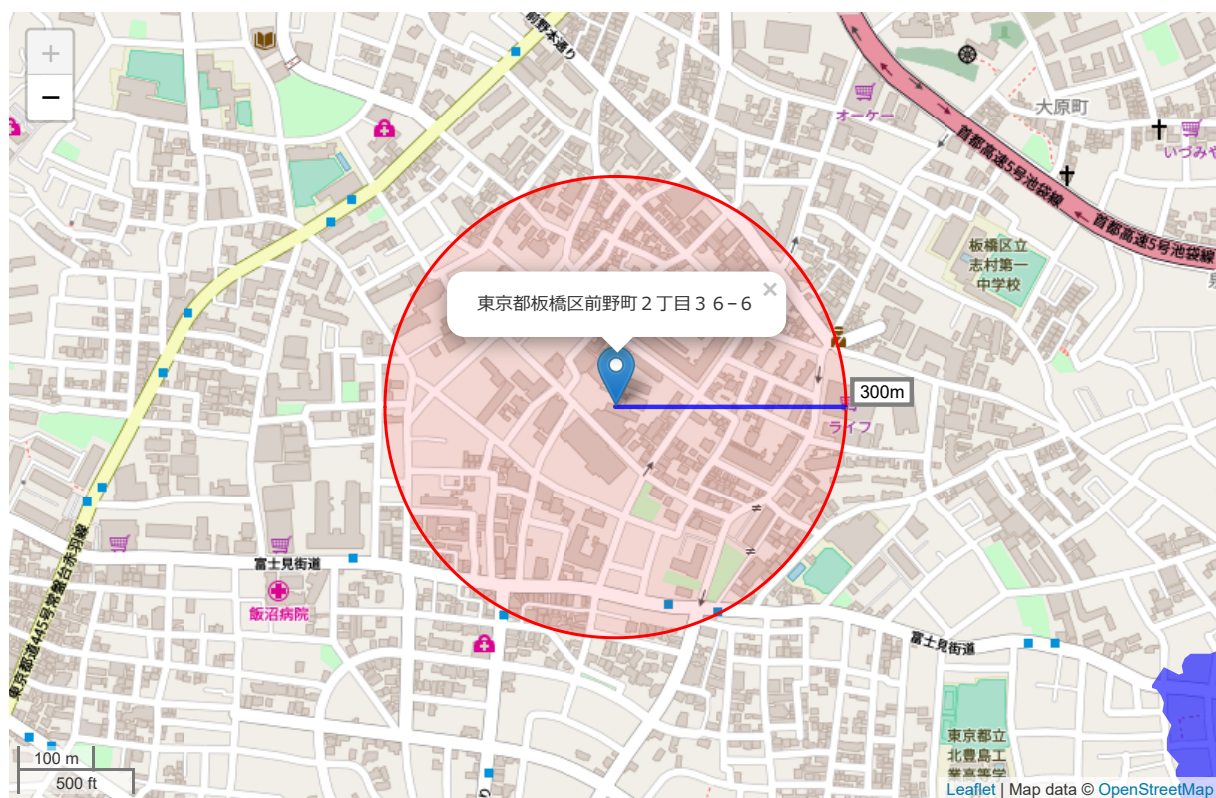 前野本通り
+
−
大原町
オーケー
いづみや
首都高速5号池袋線
首都高速5号池袋線
板橋区立
志村第一
中学校
東京都板橋区前野町２丁目３６−６
×
300m
ライフ
富士見街道
飯沼病院
東京都道445号常盤台赤羽線
富士見街道
東京都立
北豊島工
業高等学
100 m
500 ft
Leaflet | Map data © OpenStreetMap